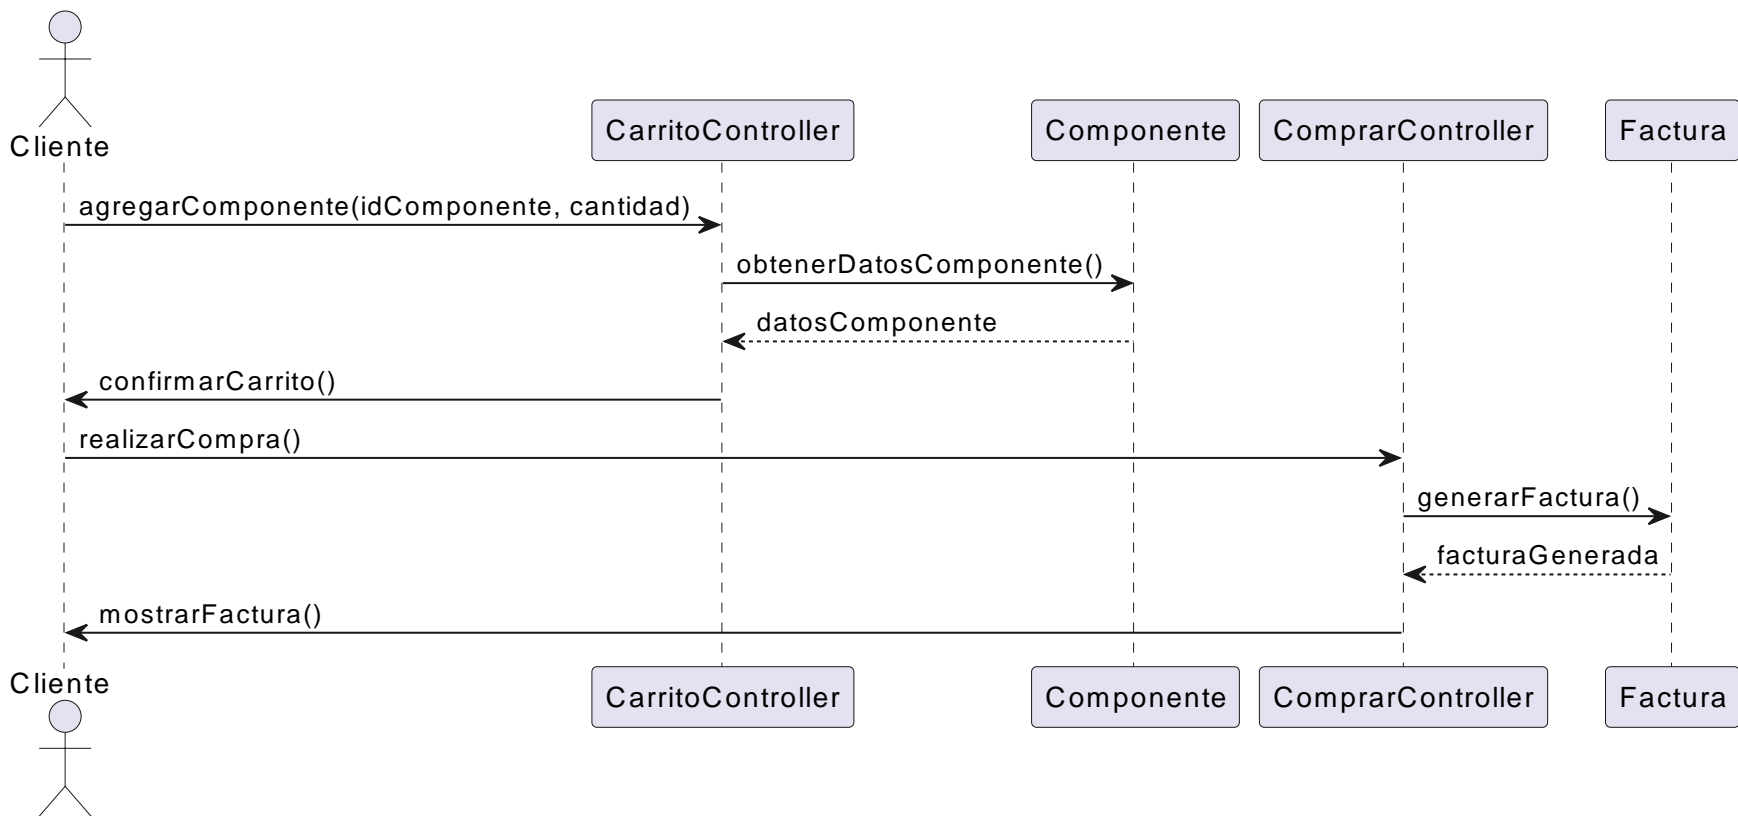 Cliente
CarritoController
Componente
ComprarController
Factura
agregarComponente(idComponente, cantidad)
obtenerDatosComponente()
datosComponente
confirmarCarrito()
realizarCompra()
generarFactura()
facturaGenerada
mostrarFactura()
Cliente
CarritoController
Componente
ComprarController
Factura